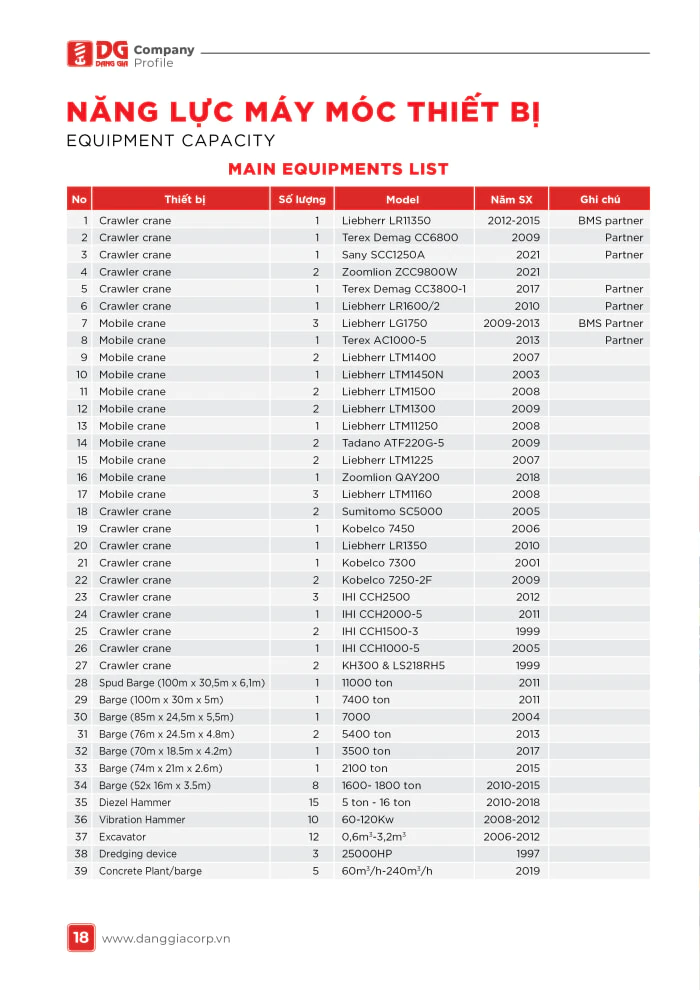 DG Company
DANG GIA Profile
NĂNG LỰC MÁY MÓC THIẾT BỊ
EQUIPMENT CAPACITY
MAIN EQUIPMENTS LIST
No Thiết bị Số lượng Model Năm SX Ghi chú
1 Crawler crane 1 Liebherr LR11350 2012-2015 BMS partner
2 Crawler crane 1 Terex Demag CC6800 2009 Partner
3 Crawler crane 1 Sany SCC1250A 2021 Partner
4 Crawler crane 2 Zoomlion ZCC9800W 2021
5 Crawler crane 1 Terex Demag CC3800-1 2017 Partner
6 Crawler crane 1 Liebherr LR1600/2 2010 Partner
7 Mobile crane 3 Liebherr LG1750 2009-2013 BMS Partner
8 Mobile crane 1 Terex AC1000-5 2013 Partner
9 Mobile crane 2 Liebherr LTM1400 2007
10 Mobile crane 1 Liebherr LTM1450N 2003
11 Mobile crane 2 Liebherr LTM1500 2008
12 Mobile crane 2 Liebherr LTM1300 2009
13 Mobile crane 1 Liebherr LTM11250 2008
14 Mobile crane 2 Tadano ATF220G-5 2009
15 Mobile crane 2 Liebherr LTM1225 2007
16 Mobile crane 1 Zoomlion QAY200 2018
17 Mobile crane 3 Liebherr LTM1160 2008
18 Crawler crane 2 Sumitomo SC5000 2005
19 Crawler crane 1 Kobelco 7450 2006
20 Crawler crane 1 Liebherr LR1350 2010
21 Crawler crane 1 Kobelco 7300 2001
22 Crawler crane 2 Kobelco 7250-2F 2009
23 Crawler crane 3 IHI CCH2500 2012
24 Crawler crane 1 IHI CCH2000-5 2011
25 Crawler crane 2 IHI CCH1500-3 1999
26 Crawler crane 1 IHI CCH1000-5 2005
27 Crawler crane 2 KH300 & LS218RH5 1999
28 Spud Barge (100m x 30,5m x 6,1m) 1 11000 ton 2011
29 Barge (100m x 30m x 5m) 1 7400 ton 2011
30 Barge (85m x 24,5m x 5,5m) 1 7000 2004
31 Barge (76m x 24.5m x 4.8m) 2 5400 ton 2013
32 Barge (70m x 18.5m x 4.2m) 1 3500 ton 2017
33 Barge (74m x 21m x 2.6m) 1 2100 ton 2015
34 Barge (52x 16m x 3.5m) 8 1600- 1800 ton 2010-2015
35 Diezel Hammer 15 5 ton - 16 ton 2010-2018
36 Vibration Hammer 10 60-120Kw 2008-2012
37 Excavator 12 0,6m³-3,2m³ 2006-2012
38 Dredging device 3 25000HP 1997
39 Concrete Plant/barge 5 60m³/h-240m³/h 2019
18 www.danggiacorp.vn